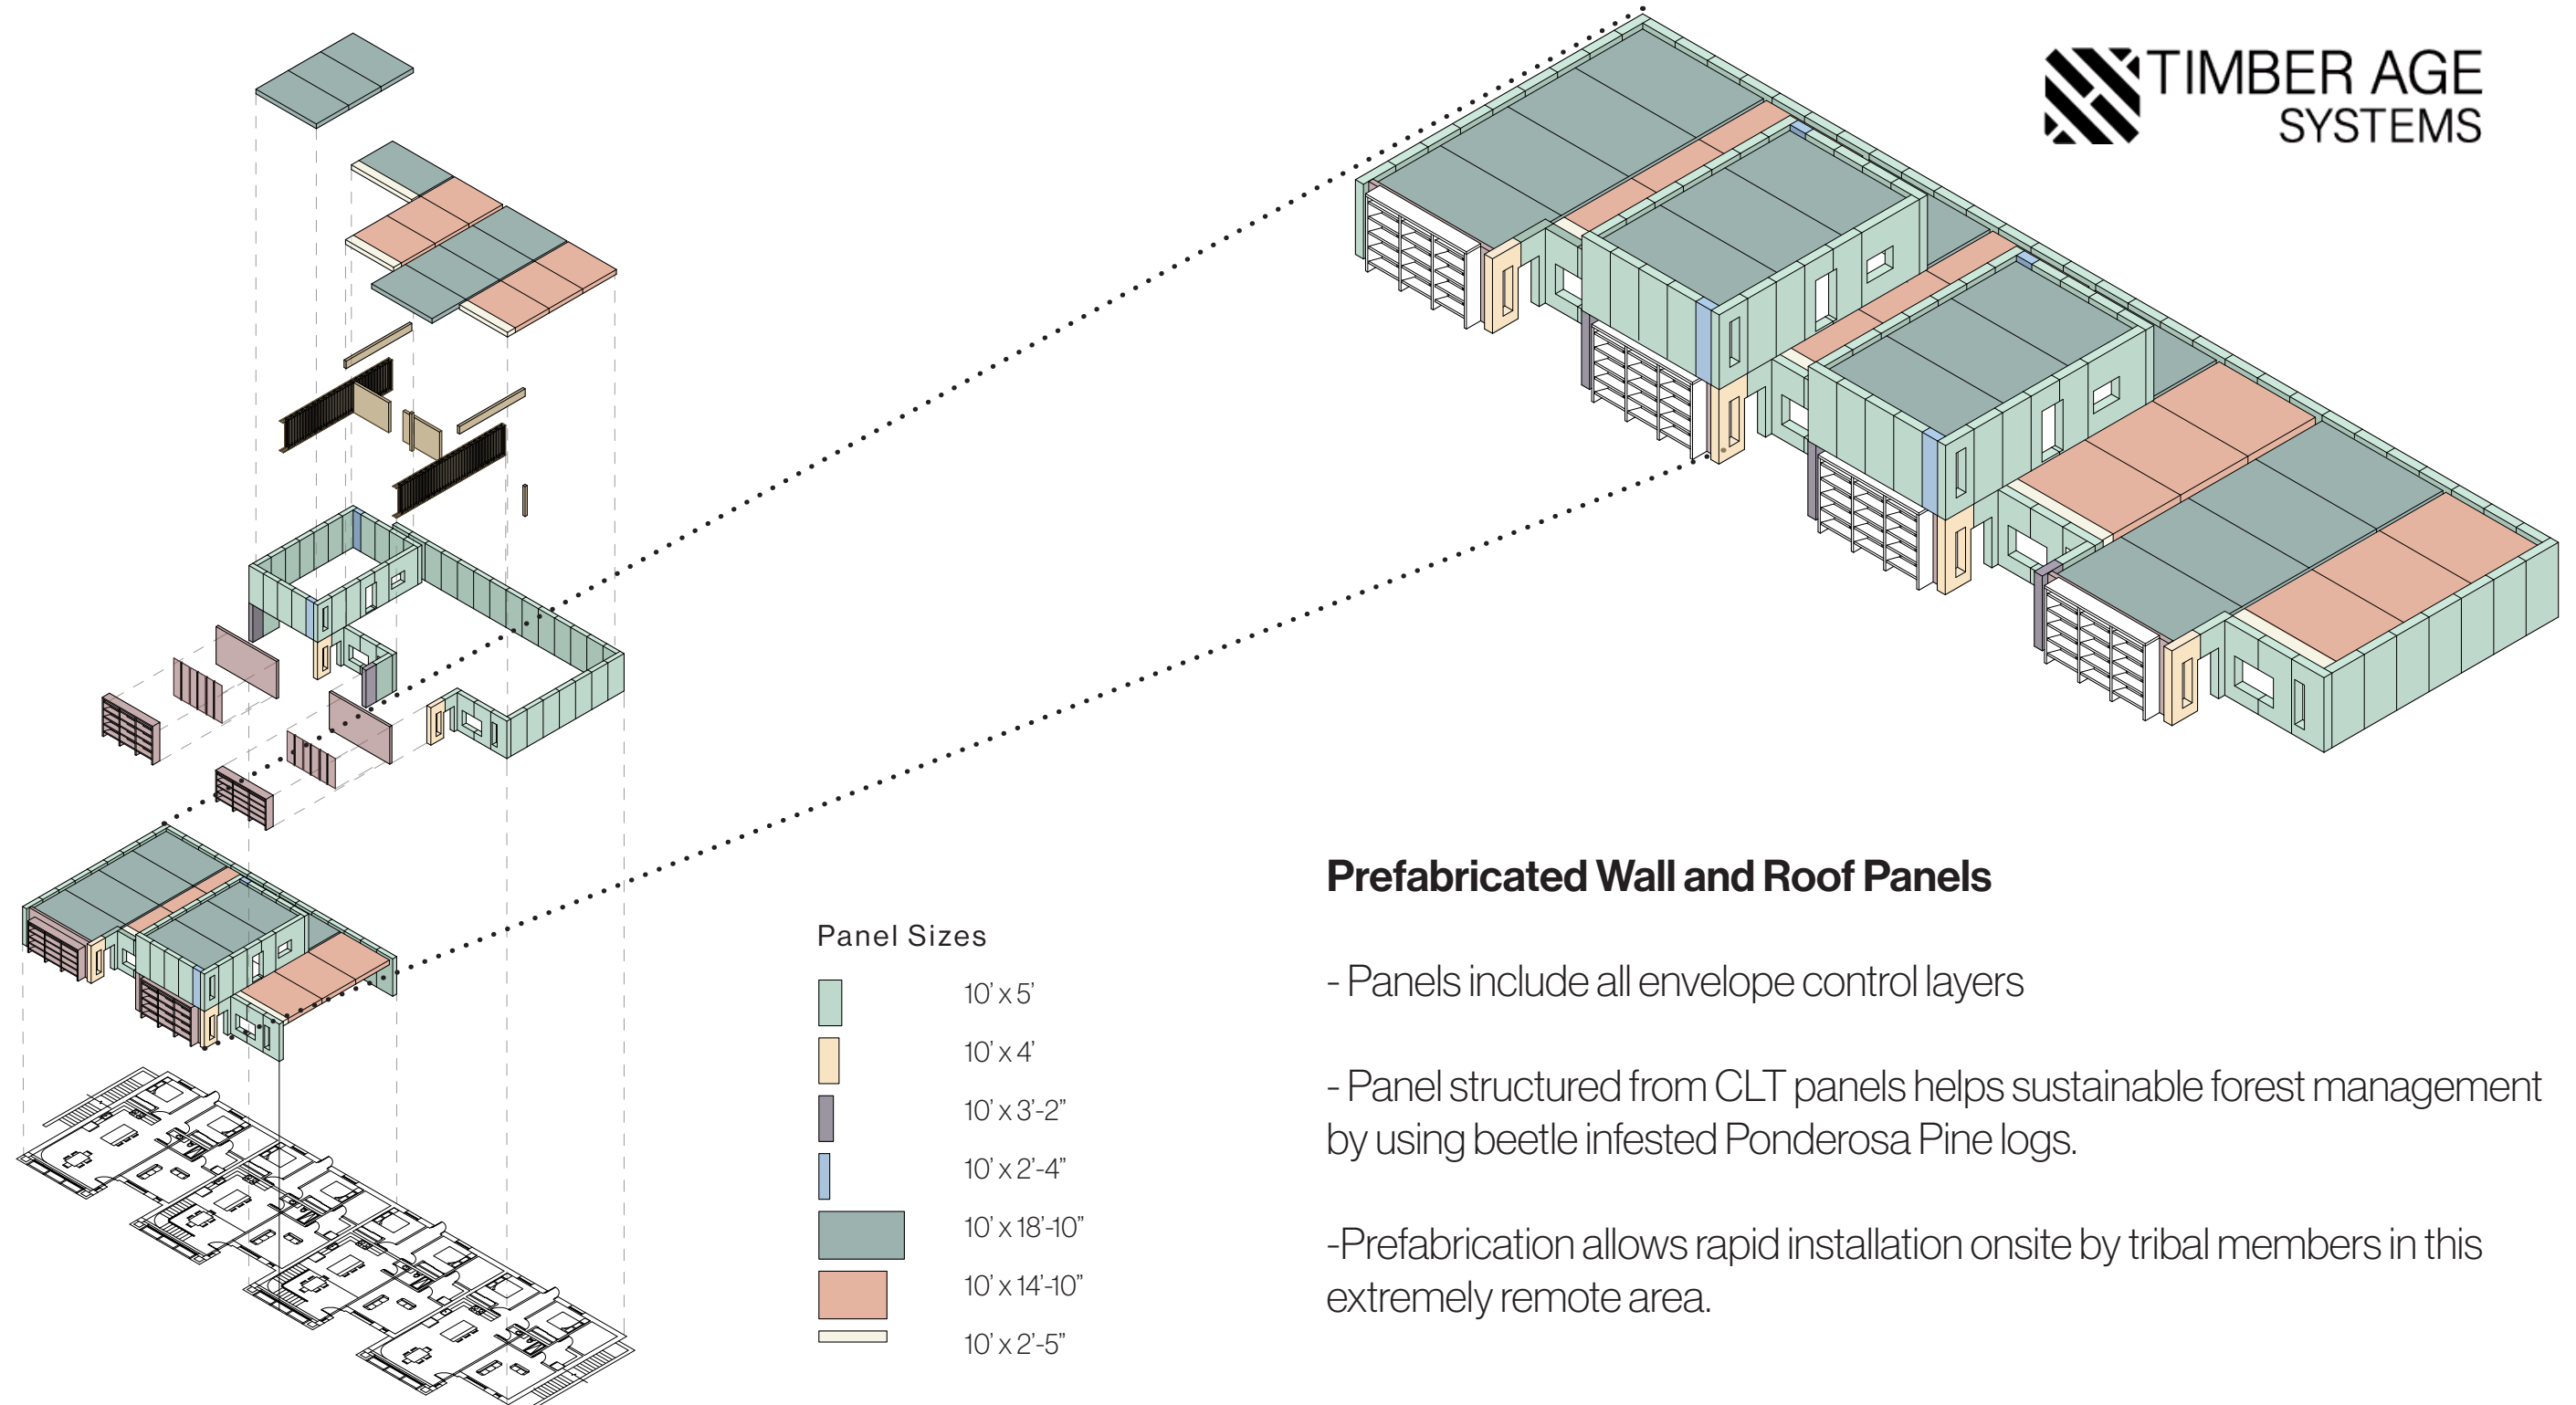 TIMBER AGE
SYSTEMS
Panel Sizes
10’ x 5’
10’ x 4’
10’ x 3’-2”
10’ x 2’-4”
10’ x 18’-10”
10’ x 14’-10”
10’ x 2’-5”
Prefabricated Wall and Roof Panels
- Panels include all envelope control layers
- Panel structured from CLT panels helps sustainable forest management
by using beetle infested Ponderosa Pine logs.
-Prefabrication allows rapid installation onsite by tribal members in this
extremely remote area.